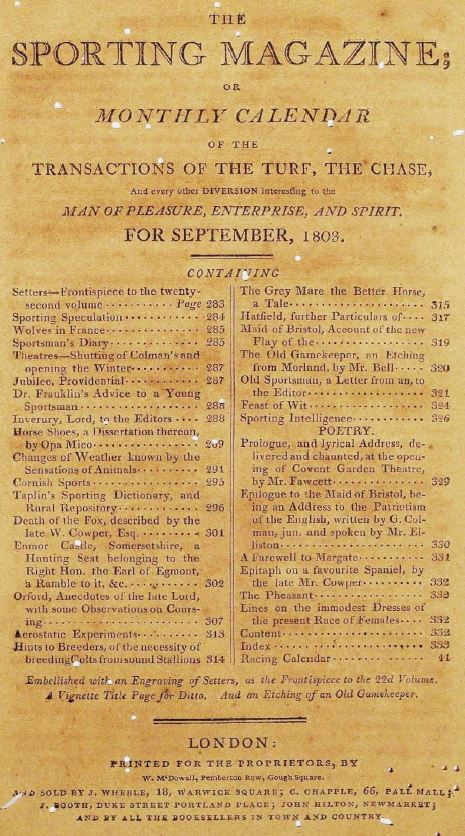 THE
SPORTING MAGAZINE;
OR
MONTHLY CALENDAR
OF THE
TRANSACTIONS OF THE TURF, THE CHASE,
And every other DIVERSION interesting to the
MAN OF PLEASURE, ENTERPRISE, AND SPIRIT.
FOR SEPTEMBER, 1803.
CONTAINING
Setters—Frontispiece to the twenty-
second volume Page 283
Sporting Speculation 284
Wolves in France 285
Sportsman's Diary 285
Theatres—Shutting of Colman's and
opening the Winter 287
Jubilee, Providential 287
Dr. Franklin's Advice to a Young
Sportsman 288
Inverury, Lord, to the Editors 288
Horse Shoes, a Dissertation thereon,
by Opa Mico 289
Changes of Weather known by the
Sensations of Animals 291
Cornish Sports 295
Taplin's Sporting Dictionary, and
Rural Repository 296
Death of the Fox, described by the
late W. Cowper, Esq. 301
Enmor Castle, Somersetshire, a
Hunting Seat belonging to the
Right Hon. the Earl of Egmont,
a Ramble to it, &c. 302
Orford, Anecdotes of the late Lord,
with some Observations on Cours-
ing 307
Aerostatic Experiments 313
Hints to Breeders, of the necessity of
breeding Colts from sound Stallions 314
The Grey Mare the Better Horse,
a Tale 315
Hatfield, further Particulars of 317
Maid of Bristol, Account of the new
Play of the 319
The Old Gamekeeper, an Etching
from Morland, by Mr. Bell 320
Old Sportsman, a Letter from an, to
the Editor 321
Feast of Wit 324
Sporting Intelligence 326
POETRY.
Prologue, and lyrical Address, de-
livered and chaunted, at the open-
ing of Covent Garden Theatre,
by Mr. Fawcett 329
Epilogue to the Maid of Bristol, be-
ing an Address to the Patriotism
of the English, written by G. Col-
man, jun. and spoken by Mr. El-
liston 330
A Farewell to Margate 331
Epitaph on a favourite Spaniel, by
the late Mr. Cowper 332
The Pheasant 332
Lines on the immodest Dresses of
the present Race of Females 332
Content 332
Index 333
Racing Calendar 41
Embellished with an Engraving of Setters, as the Frontispiece to the 22d Volume.
A Vignette Title Page for Ditto. And an Etching of an Old Gamekeeper.
LONDON:
PRINTED FOR THE PROPRIETORS, BY
W. McDowall, Pemberton Row, Gough Square.
AND SOLD BY J. WHEBLE, 18, WARWICK SQUARE; C. CHAPPLE, 66, PALL MALL;
J. BOOTH, DUKE STREET PORTLAND PLACE; JOHN HILTON, NEWMARKET;
AND BY ALL THE BOOKSELLERS IN TOWN AND COUNTRY.